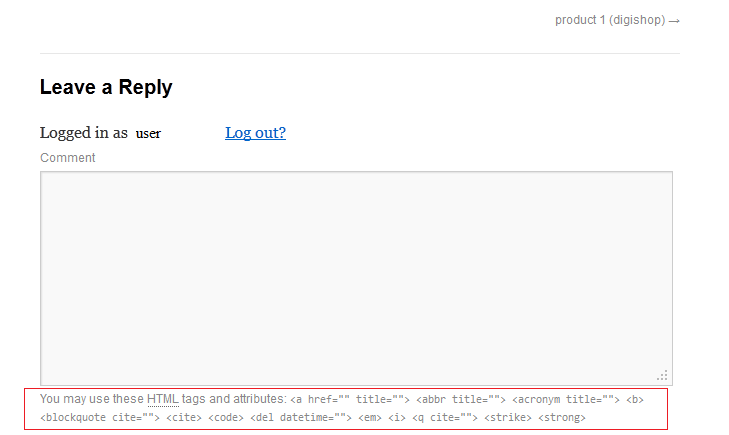 product 1 (digishop) →
Leave a Reply
Logged in as user Log out?
Comment
You may use these HTML tags and attributes: <a href="" title=""> <abbr title=""> <acronym title=""> <b>
<blockquote cite=""> <cite> <code> <del datetime=""> <em> <i> <q cite=""> <strike> <strong>